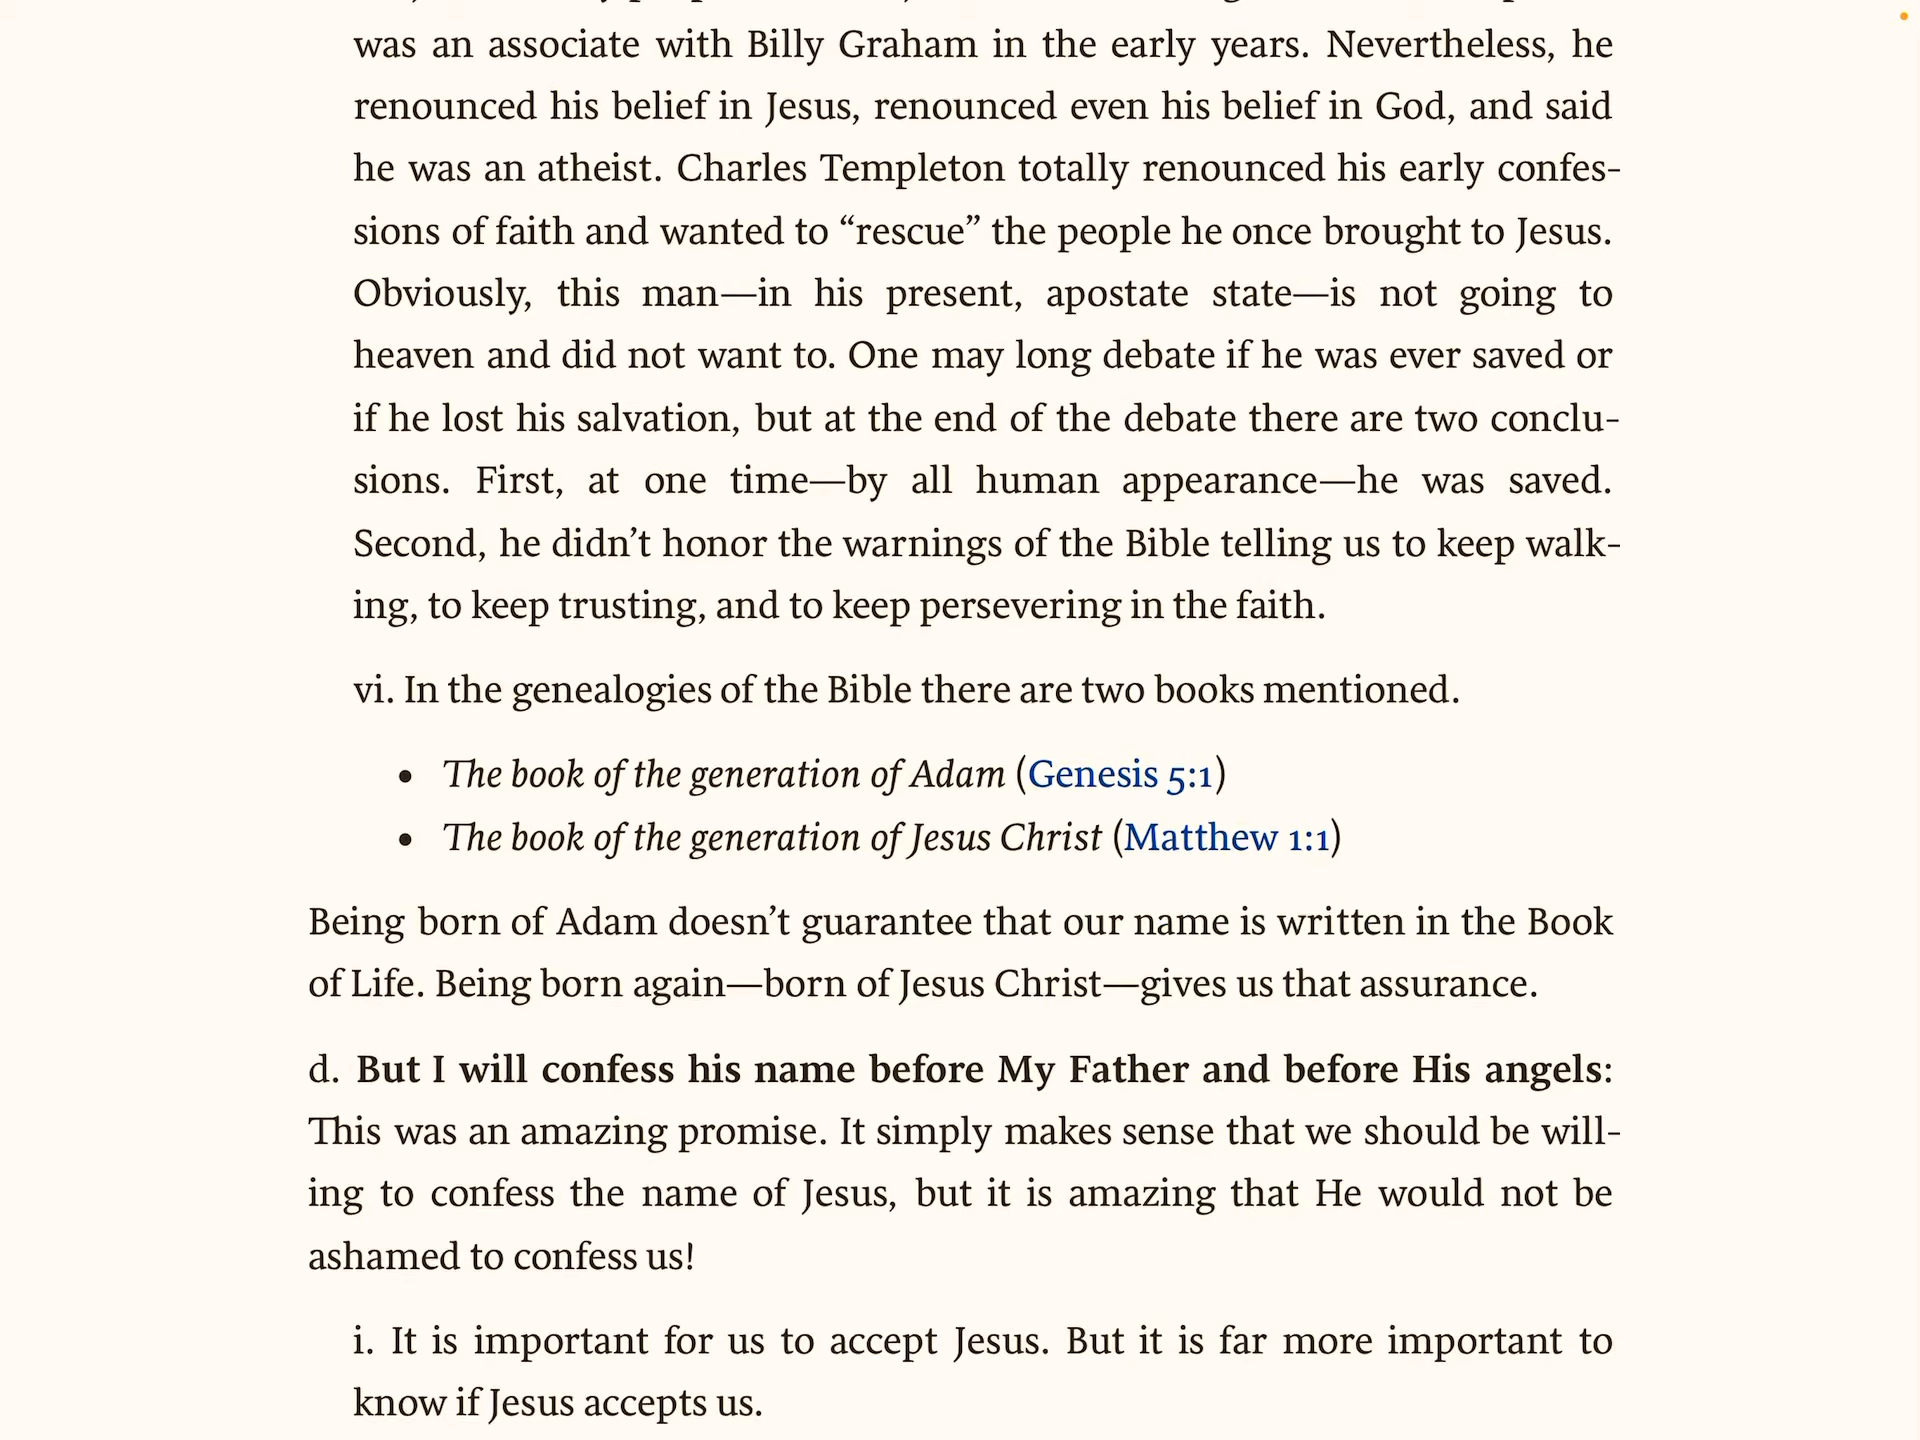 was an associate with Billy Graham in the early years. Nevertheless, he
renounced his belief in Jesus, renounced even his belief in God, and said
he was an atheist. Charles Templeton totally renounced his early confes-
sions of faith and wanted to “rescue” the people he once brought to Jesus.
Obviously, this man—in his present, apostate state—is not going to
heaven and did not want to. One may long debate if he was ever saved or
if he lost his salvation, but at the end of the debate there are two conclu-
sions. First, at one time—by all human appearance—he was saved.
Second, he didn’t honor the warnings of the Bible telling us to keep walk-
ing, to keep trusting, and to keep persevering in the faith.
vi. In the genealogies of the Bible there are two books mentioned.
• The book of the generation of Adam (Genesis 5:1)
• The book of the generation of Jesus Christ (Matthew 1:1)
Being born of Adam doesn’t guarantee that our name is written in the Book
of Life. Being born again—born of Jesus Christ—gives us that assurance.
d. But I will confess his name before My Father and before His angels:
This was an amazing promise. It simply makes sense that we should be will-
ing to confess the name of Jesus, but it is amazing that He would not be
ashamed to confess us!
i. It is important for us to accept Jesus. But it is far more important to
know if Jesus accepts us.